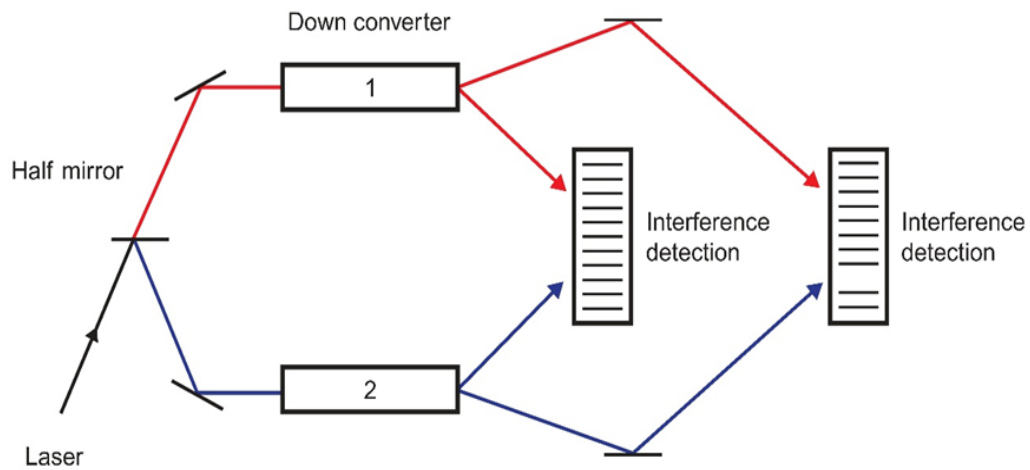 Down converter
1
Half mirror
Interference
detection
Interference
detection
2
Laser